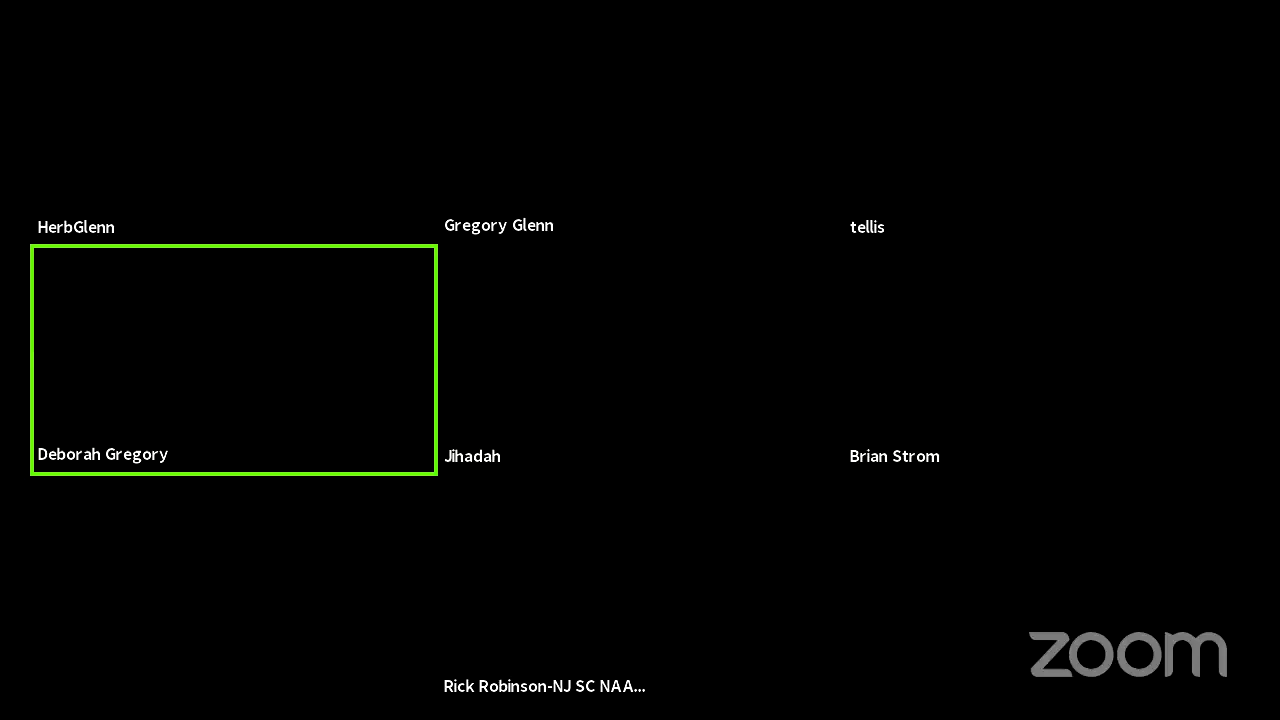 HerbGlenn
Gregory Glenn
tellis
Deborah Gregory
Jihadah
Brian Strom
Rick Robinson-NJ SC NAA...
zoom